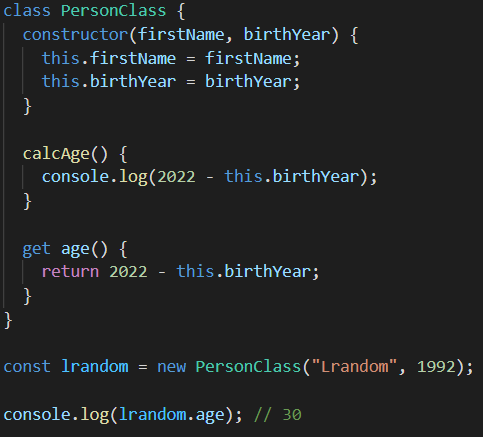 class PersonClass {
  constructor(firstName, birthYear) {
    this.firstName = firstName;
    this.birthYear = birthYear;
  }

  calcAge() {
    console.log(2022 - this.birthYear);
  }

  get age() {
    return 2022 - this.birthYear;
  }
}

const lrandom = new PersonClass("Lrandom", 1992);

console.log(lrandom.age); // 30